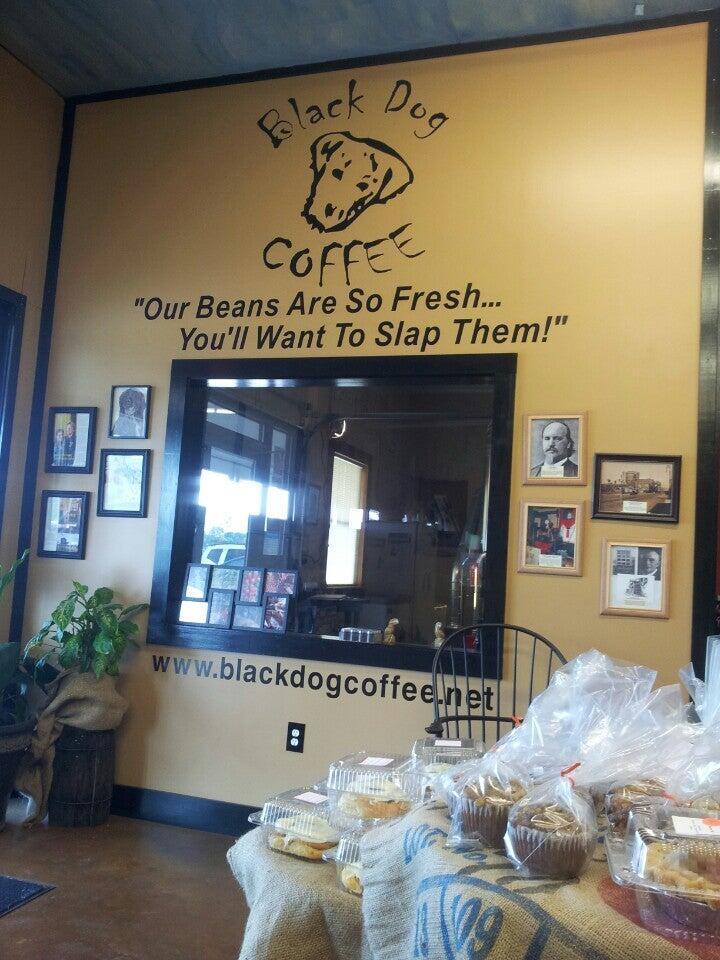 Black Dog
COFFEE
"Our Beans Are So Fresh...
You'll Want To Slap Them!"
www.blackdogcoffee.net